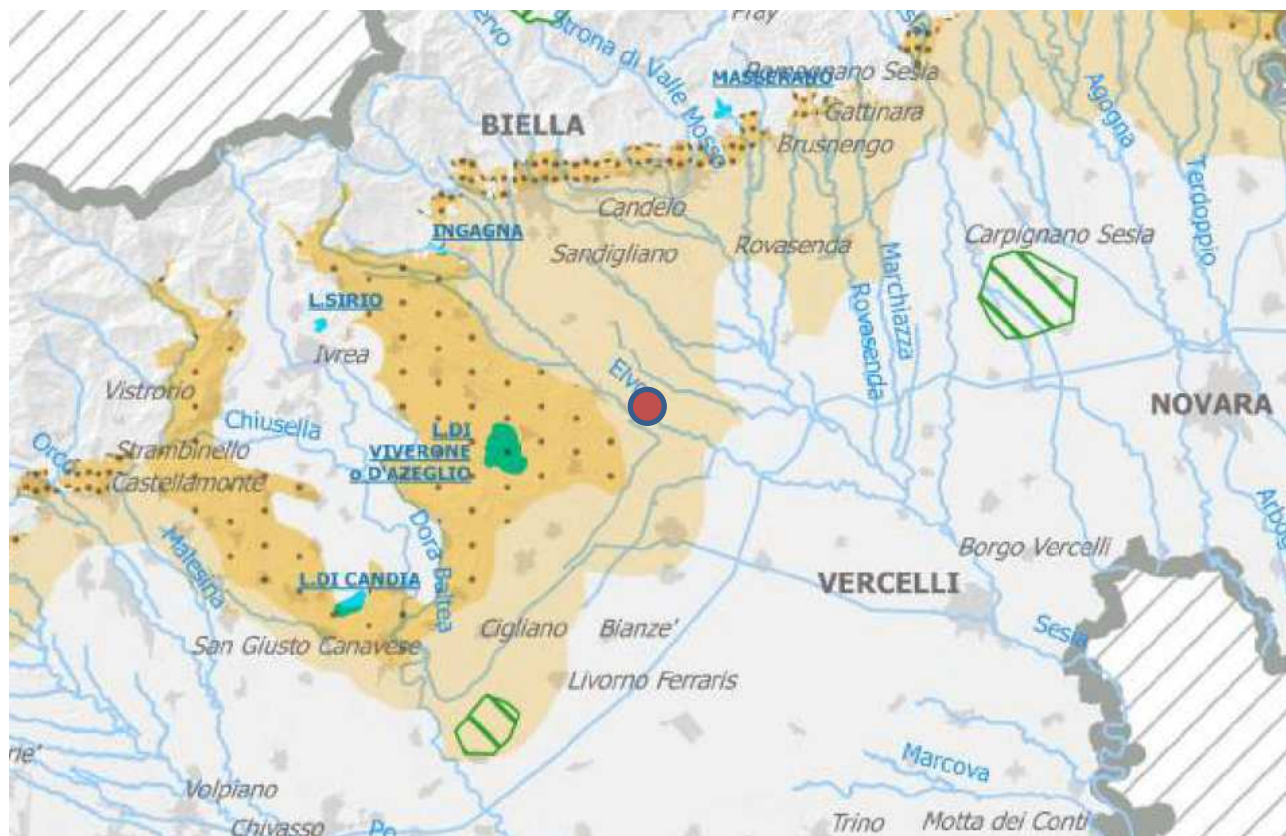 Pray
Strona di Valle Mosso
MASSERANO
Romagnano Sesia
Gattinara
BIELLA
Brusnengo
Agogna
Terdoppio
Candelo
INGAGNA
Sandigliano
Rovasenda
Carpignano Sesia
Marchiazza
L.SIRIO
Rovasenda
Ivrea
Elvo
Vistrorio
NOVARA
Chiusella
L.DI
VIVERONE
o D'AZEGLIO
Orco
Strambinello
Castellamonte
Malesina
Dora Baltea
Borgo Vercelli
L.DI CANDIA
VERCELLI
Cigliano
Bianze'
Sesia
San Giusto Canavese
Livorno Ferraris
Marcova
Volpiano
Chivasso
Po
Trino
Motta dei Conti